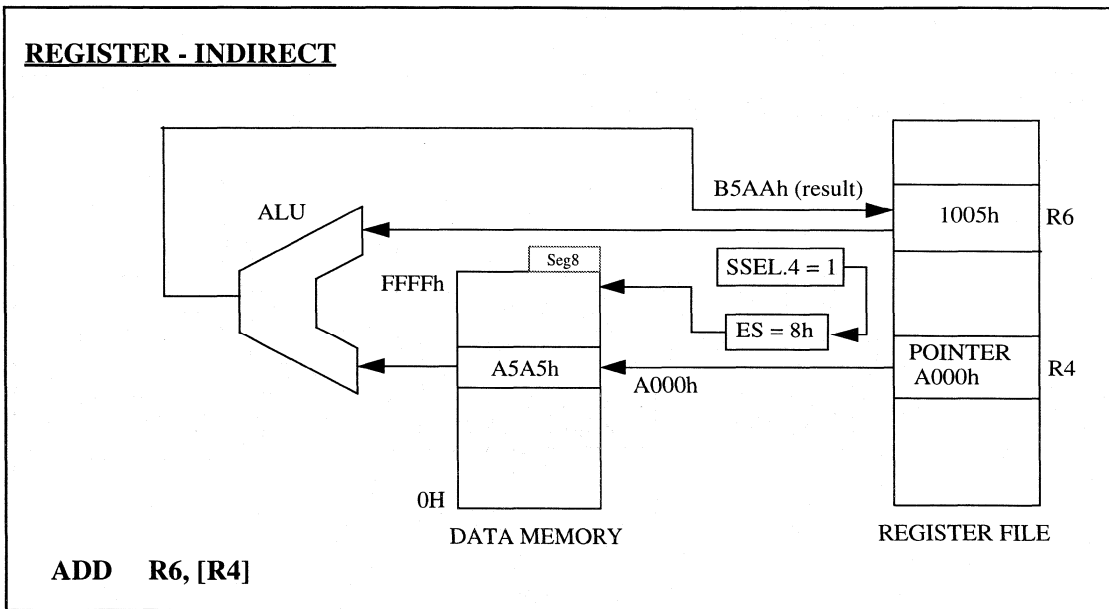 REGISTER - INDIRECT
B5AAh (result)
ALU
1005h
R6
Seg8
SSEL.4 = 1
FFFFh
ES = 8h
A5A5h
A000h
POINTER
A000h
R4
0H
DATA MEMORY
REGISTER FILE
ADD R6, [R4]